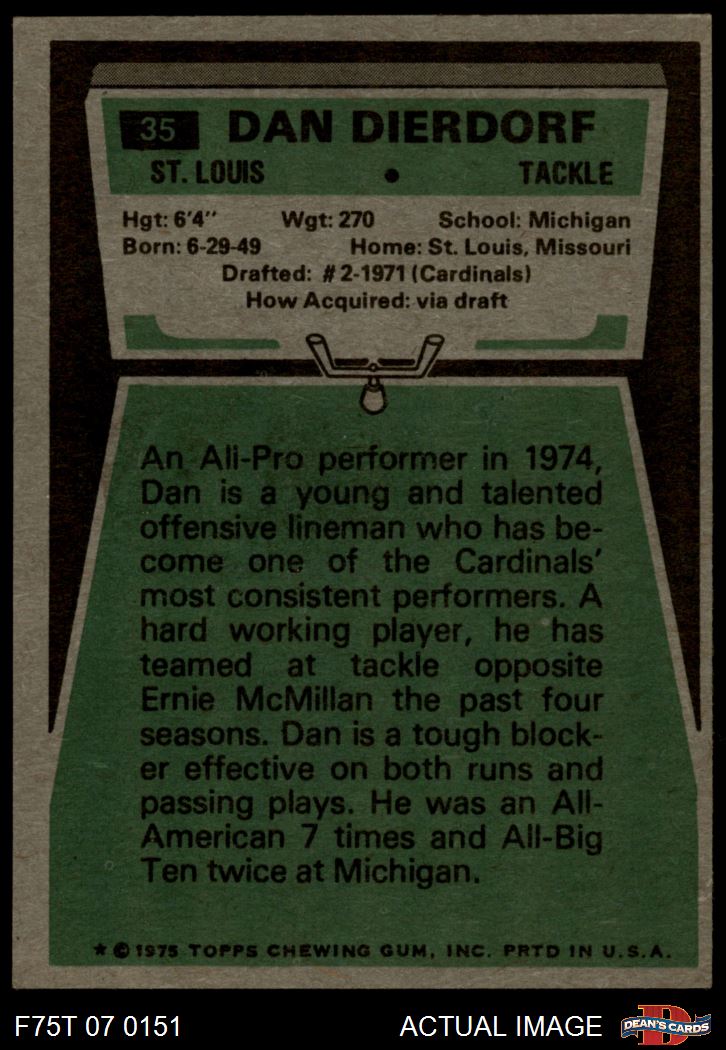 35 DAN DIERDORF
ST. LOUIS • TACKLE
Hgt: 6'4" Wgt: 270 School: Michigan
Born: 6-29-49 Home: St. Louis, Missouri
Drafted: #2-1971 (Cardinals)
How Acquired: via draft
An All-Pro performer in 1974,
Dan is a young and talented
offensive lineman who has be-
come one of the Cardinals'
most consistent performers. A
hard working player, he has
teamed at tackle opposite
Ernie McMillan the past four
seasons. Dan is a tough block-
er effective on both runs and
passing plays. He was an All-
American 7 times and All-Big
Ten twice at Michigan.
★ © 1975 TOPPS CHEWING GUM, INC. PRTD IN U.S.A.
F75T 07 0151 ACTUAL IMAGE D DEAN'S CARDS